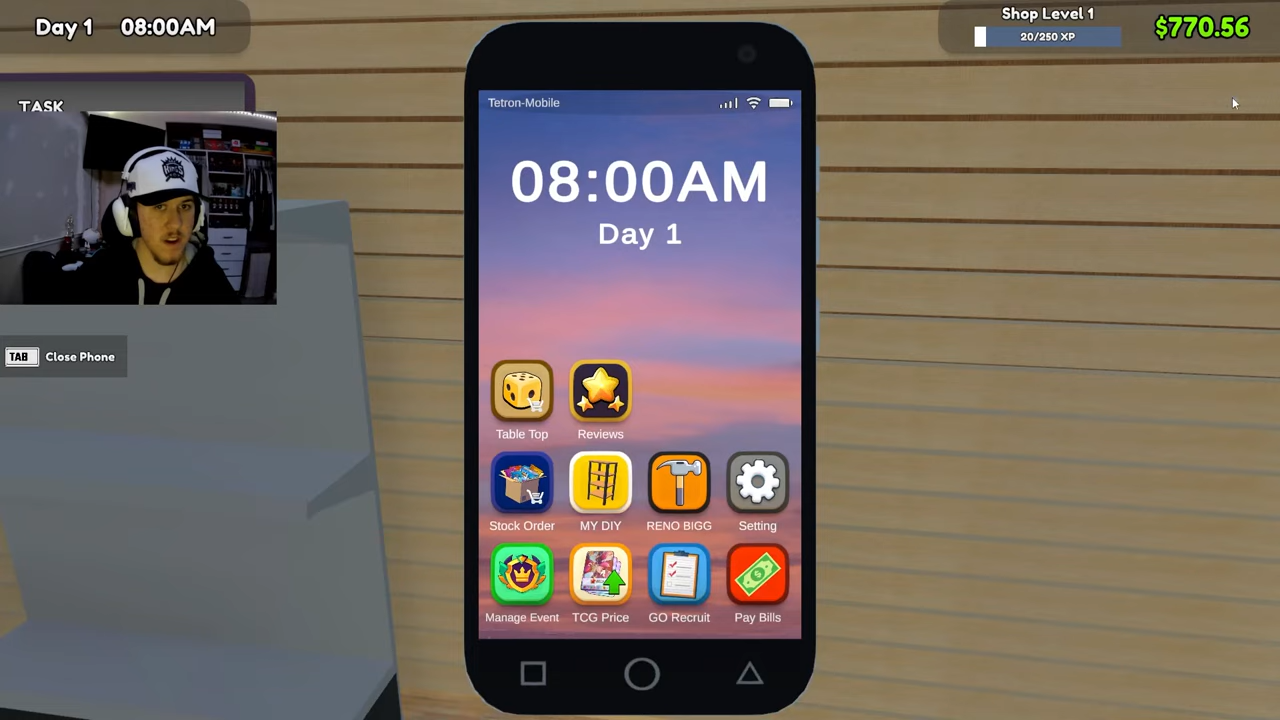 Day 1 08:00AM
Shop Level 1
20/250 XP
$770.56
TASK
TAB Close Phone
Tetron-Mobile
08:00AM
Day 1
Table Top
Reviews
Stock Order
MY DIY
RENO BIGG
Setting
Manage Event
TCG Price
GO Recruit
Pay Bills